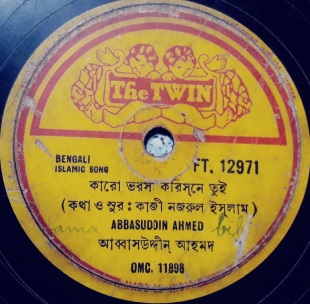 The TWIN
BENGALI
ISLAMIC SONG
FT. 12971
কারো ভরসা করিসনে তুই
(কথা ও সুর: কাজী নজরুল ইসলাম)
ABBASUDDIN AHMED
আব্বাসউদ্দীন্ আহমদ
OMC. 11898